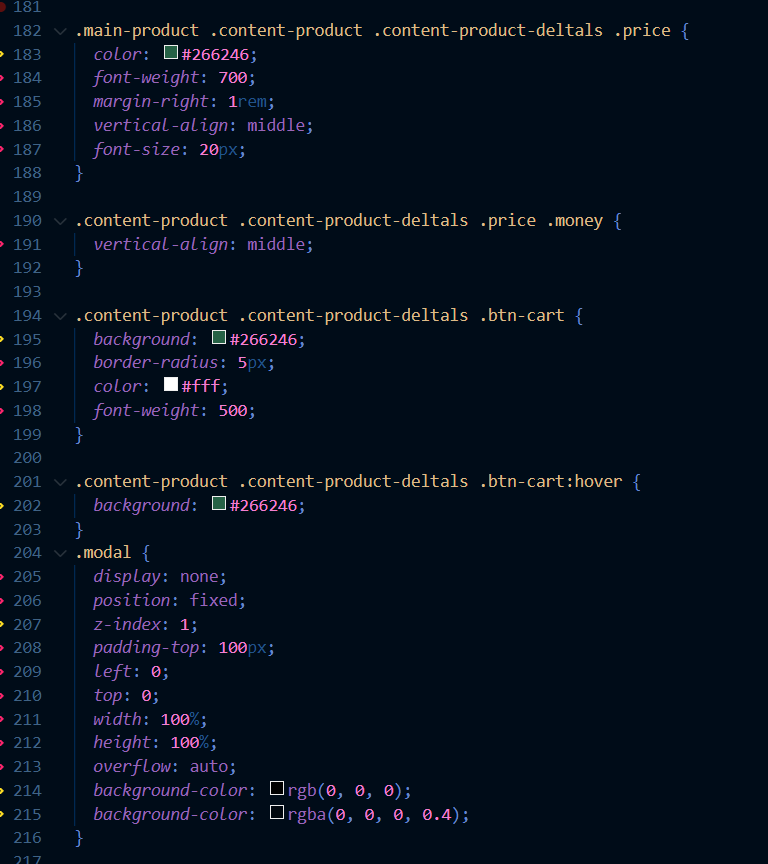 181
182 .main-product .content-product .content-product-deltals .price {
183 color: #266246;
184 font-weight: 700;
185 margin-right: 1rem;
186 vertical-align: middle;
187 font-size: 20px;
188 }
189
190 .content-product .content-product-deltals .price .money {
191 vertical-align: middle;
192 }
193
194 .content-product .content-product-deltals .btn-cart {
195 background: #266246;
196 border-radius: 5px;
197 color: #fff;
198 font-weight: 500;
199 }
200
201 .content-product .content-product-deltals .btn-cart:hover {
202 background: #266246;
203 }
204 .modal {
205 display: none;
206 position: fixed;
207 z-index: 1;
208 padding-top: 100px;
209 left: 0;
210 top: 0;
211 width: 100%;
212 height: 100%;
213 overflow: auto;
214 background-color: rgb(0, 0, 0);
215 background-color: rgba(0, 0, 0, 0.4);
216 }
217